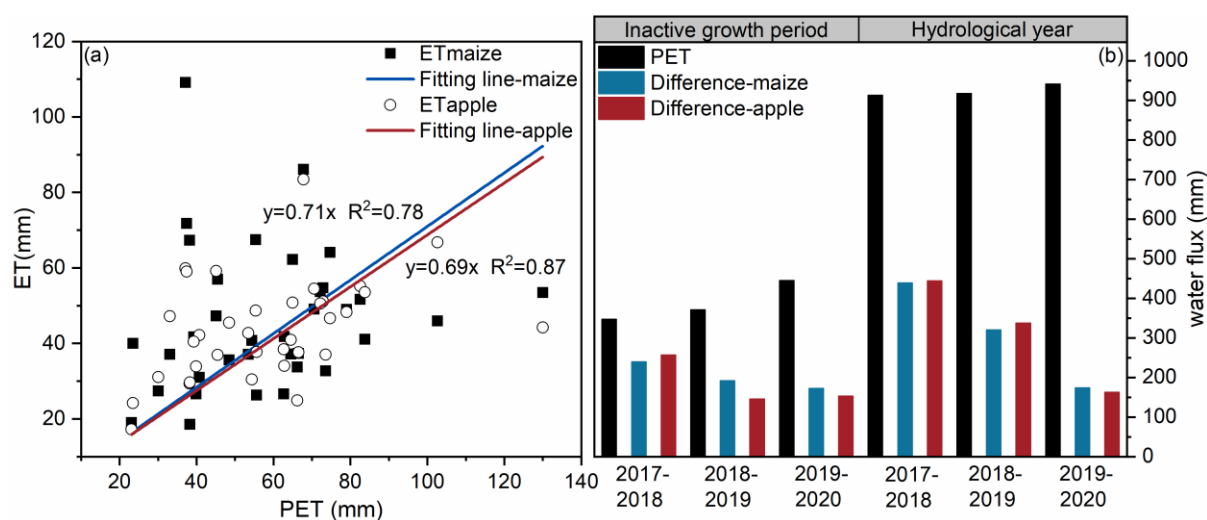 (a)
ETmaize
Fitting line-maize
ETapple
Fitting line-apple
y=0.71x R²=0.78
y=0.69x R²=0.87
120
100
80
60
40
20
ET(mm)
20 40 60 80 100 120 140
PET (mm)
Inactive growth period Hydrological year
(b)
PET
Difference-maize
Difference-apple
1000
900
800
700
600
500
400
300
200
100
0
water flux (mm)
2017- 2018- 2019- 2017- 2018- 2019-
2018 2019 2020 2018 2019 2020